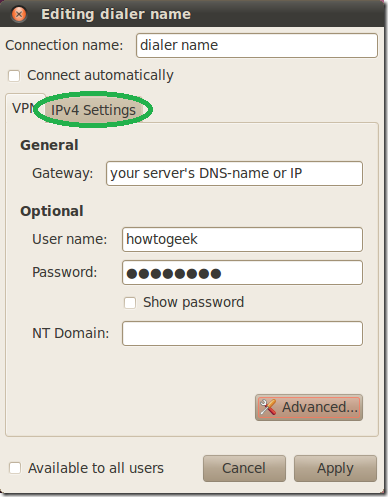 Editing dialer name
Connection name: dialer name
Connect automatically
VPN IPv4 Settings
General
Gateway: your server's DNS-name or IP
Optional
User name: howtogeek
Password: ●●●●●●●●
Show password
NT Domain:
Advanced...
Available to all users Cancel Apply